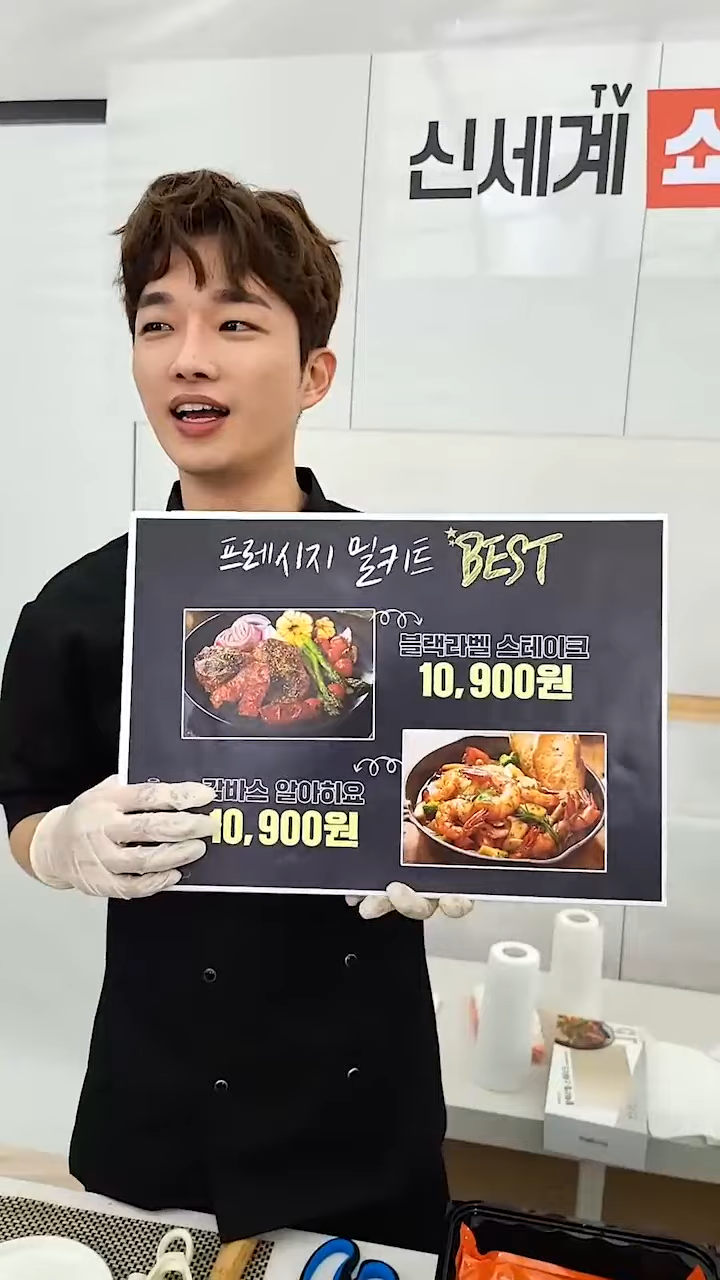 TV
신세계 쇼
프레시지 밀키트 BEST
블랙라벨 스테이크
10,900원
감바스 알아히요
10,900원